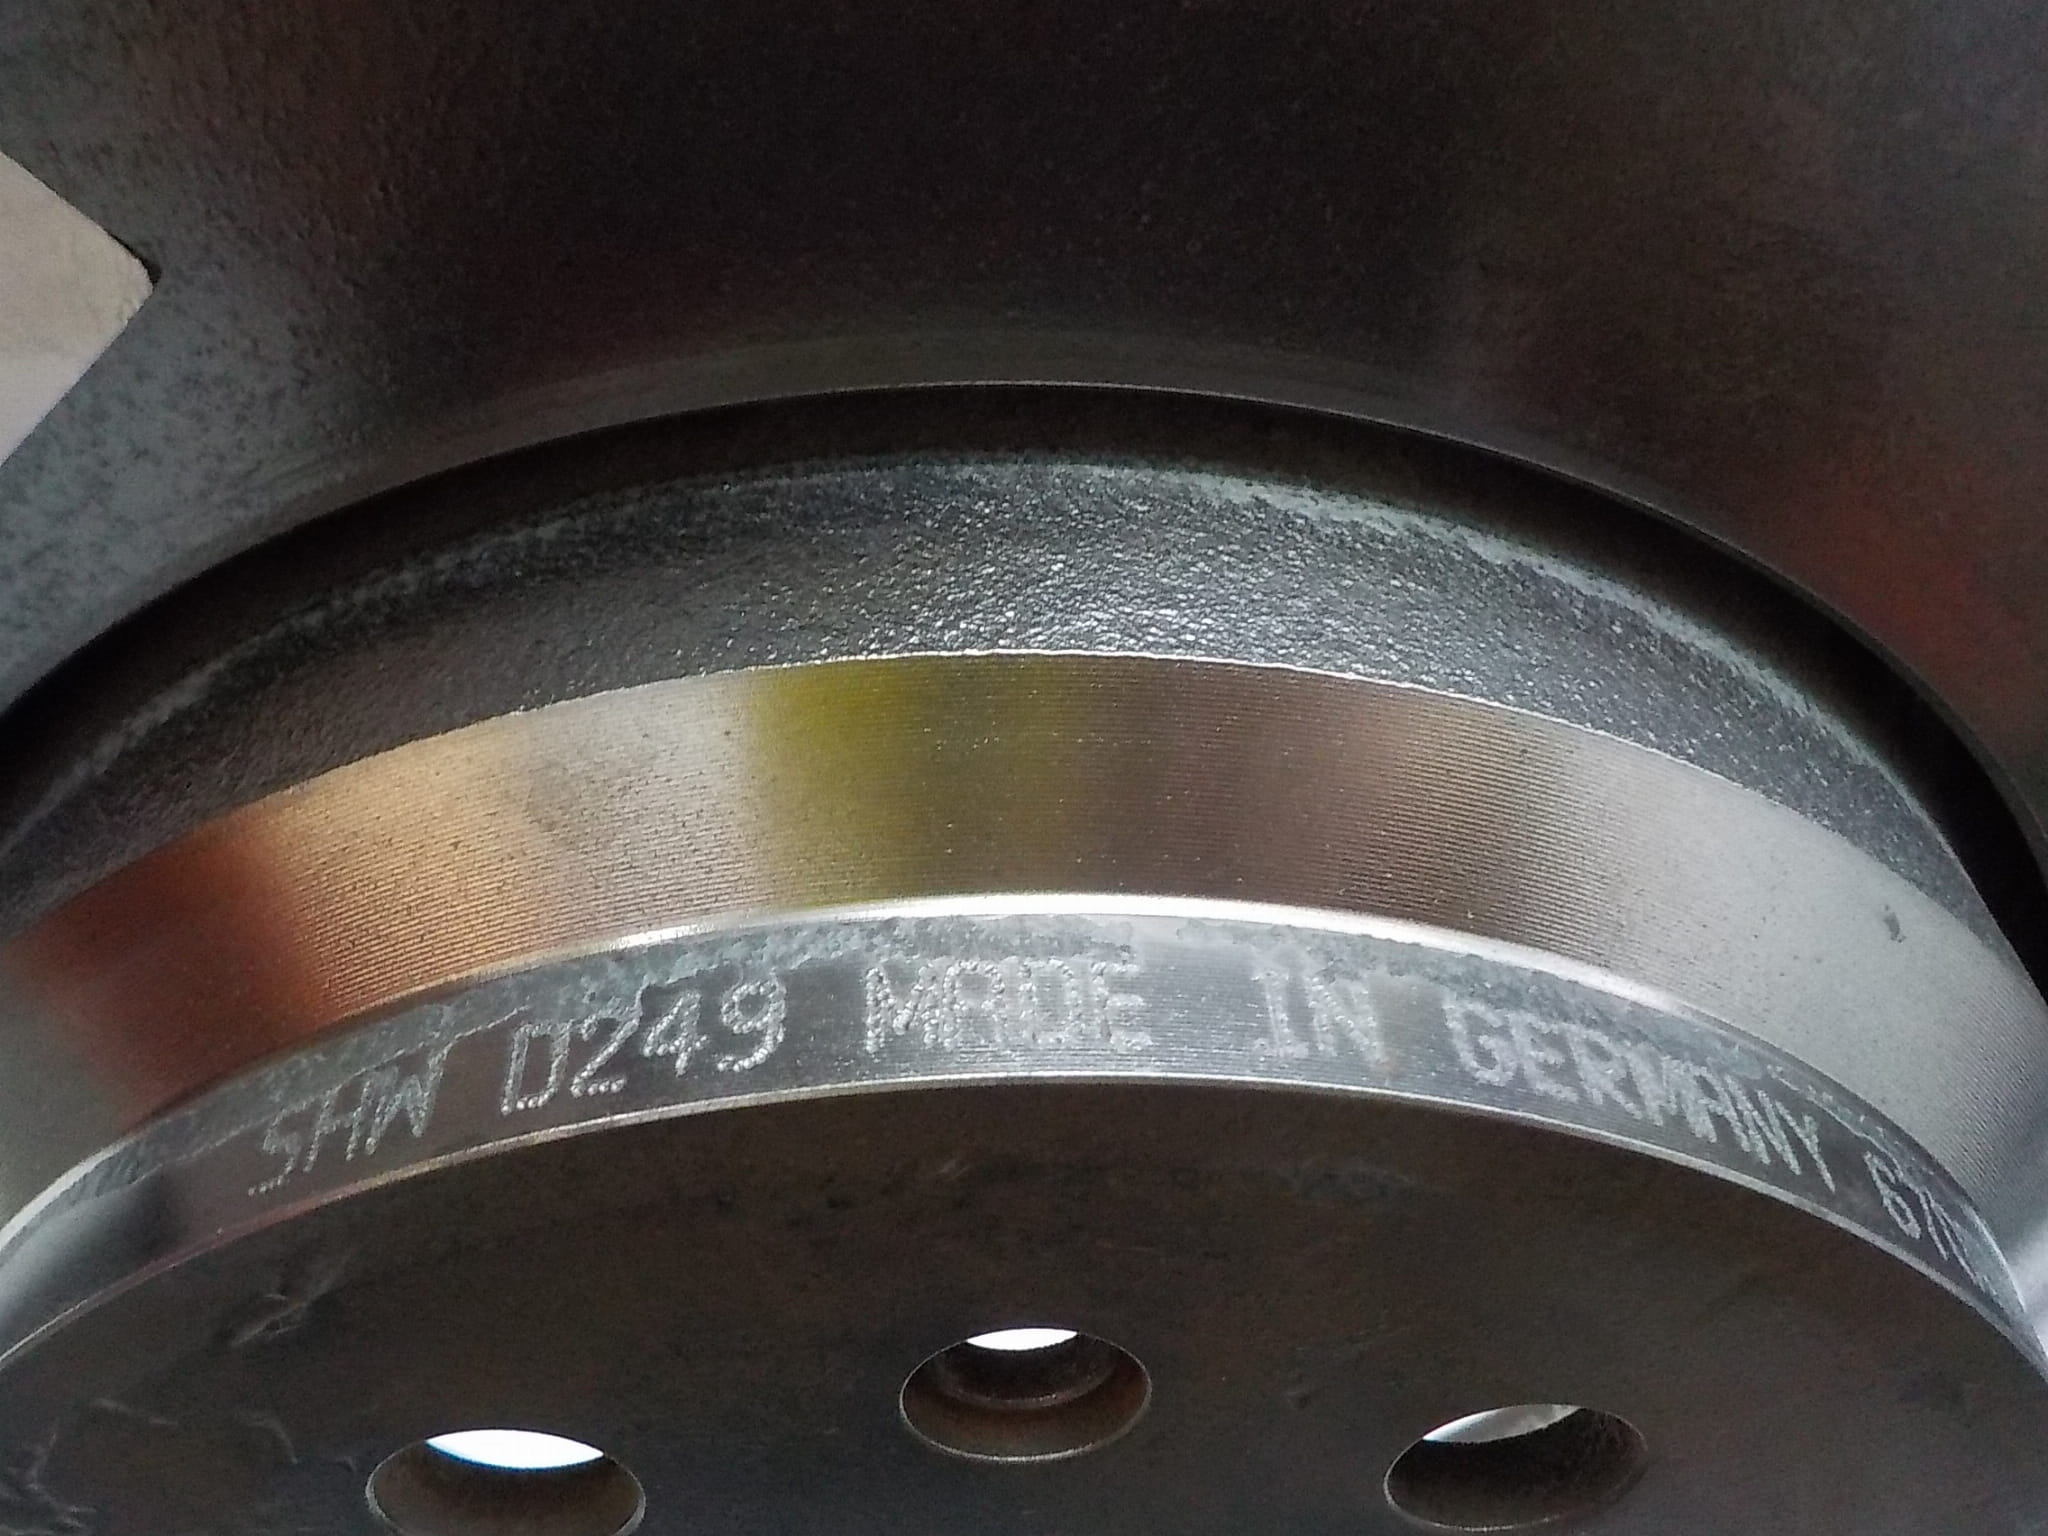 SHW D249 MADE IN GERMANY